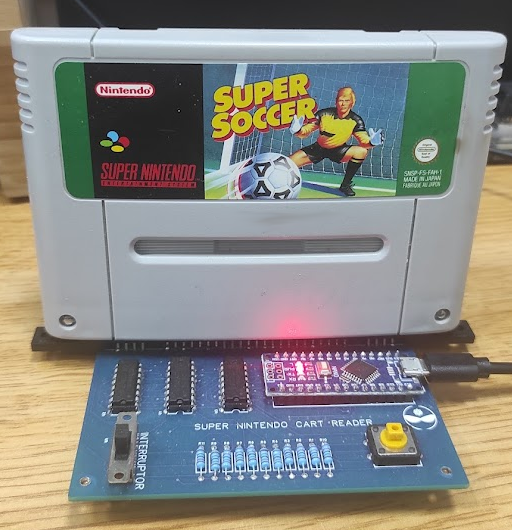 Nintendo
SUPER
SOCCER
SUPER NINTENDO
ENTERTAINMENT SYSTEM
SNSP-FS-FAH-1
MADE IN JAPAN
FABRIQUÉ AU JAPON
SUPER NINTENDO CART READER
INTERRUPTOR